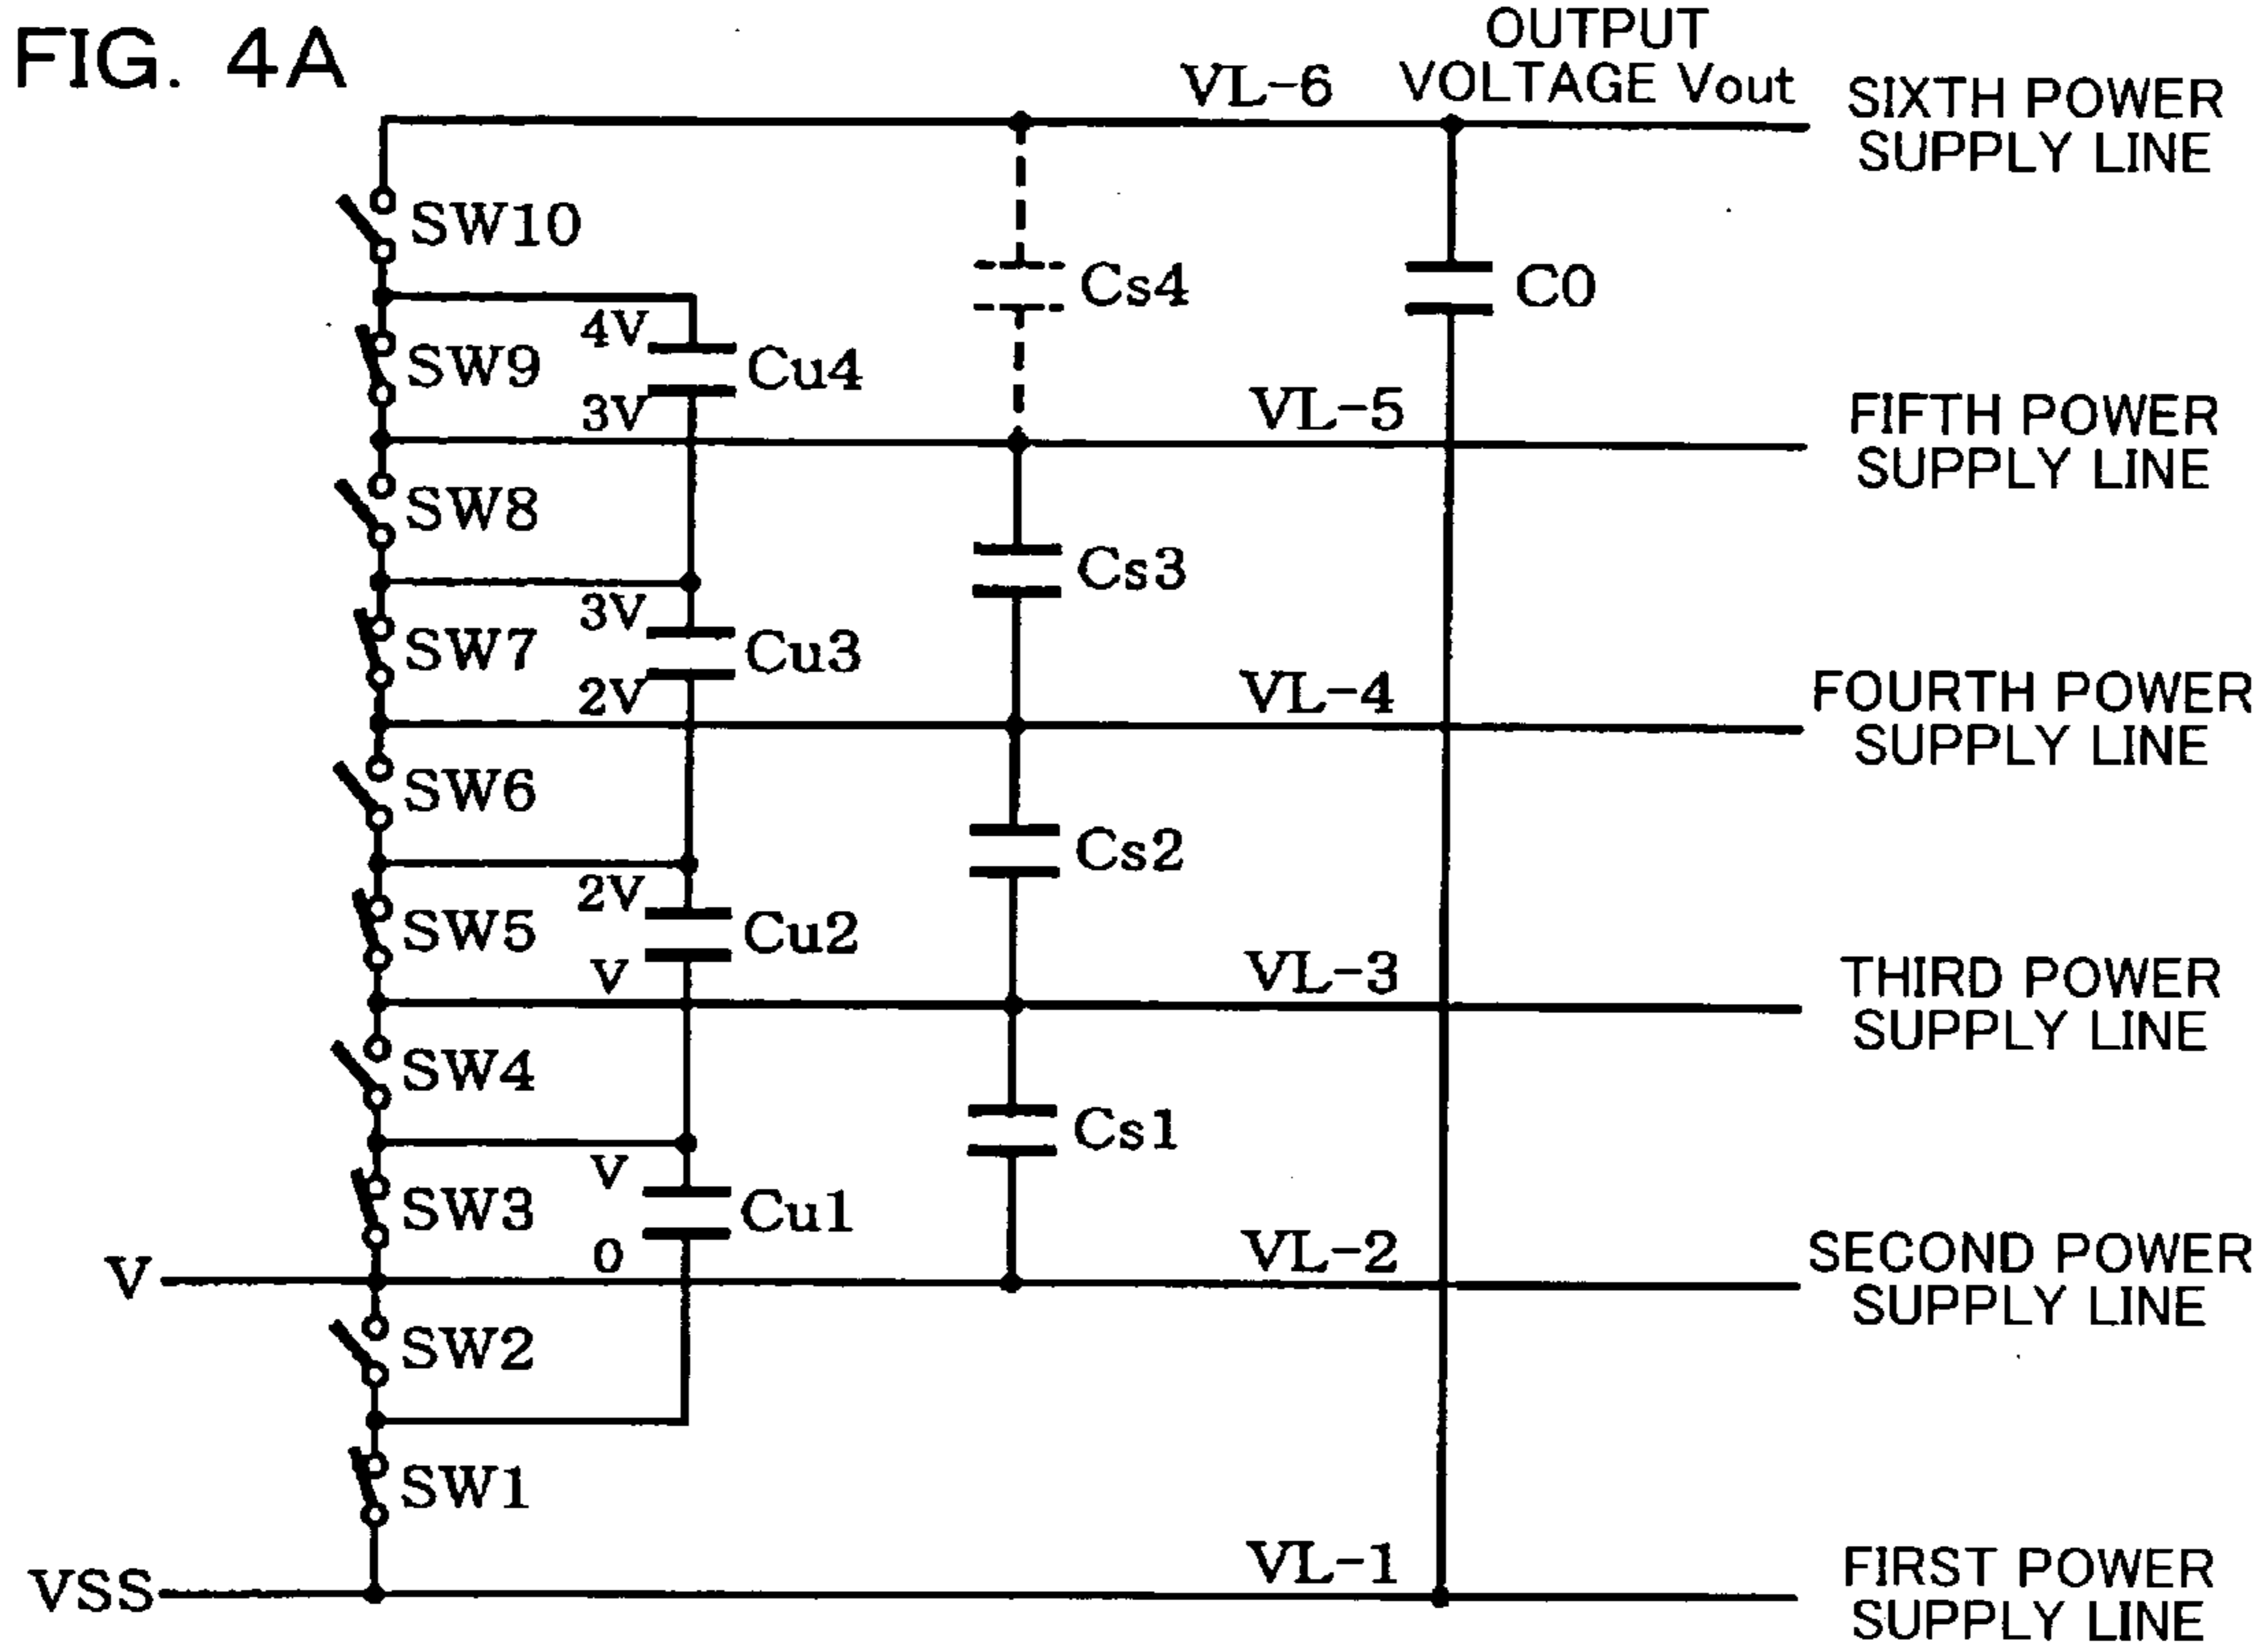 FIG. 4A
OUTPUT
VOLTAGE Vout
VL-6
SIXTH POWER
SUPPLY LINE
SW10
Cs4
C0
4V
SW9
Cu4
3V
VL-5
FIFTH POWER
SUPPLY LINE
SW8
Cs3
3V
SW7
Cu3
2V
VL-4
FOURTH POWER
SUPPLY LINE
SW6
Cs2
2V
SW5
Cu2
V
VL-3
THIRD POWER
SUPPLY LINE
SW4
Cs1
V
SW3
Cu1
0
V
VL-2
SECOND POWER
SUPPLY LINE
SW2
SW1
VSS
VL-1
FIRST POWER
SUPPLY LINE